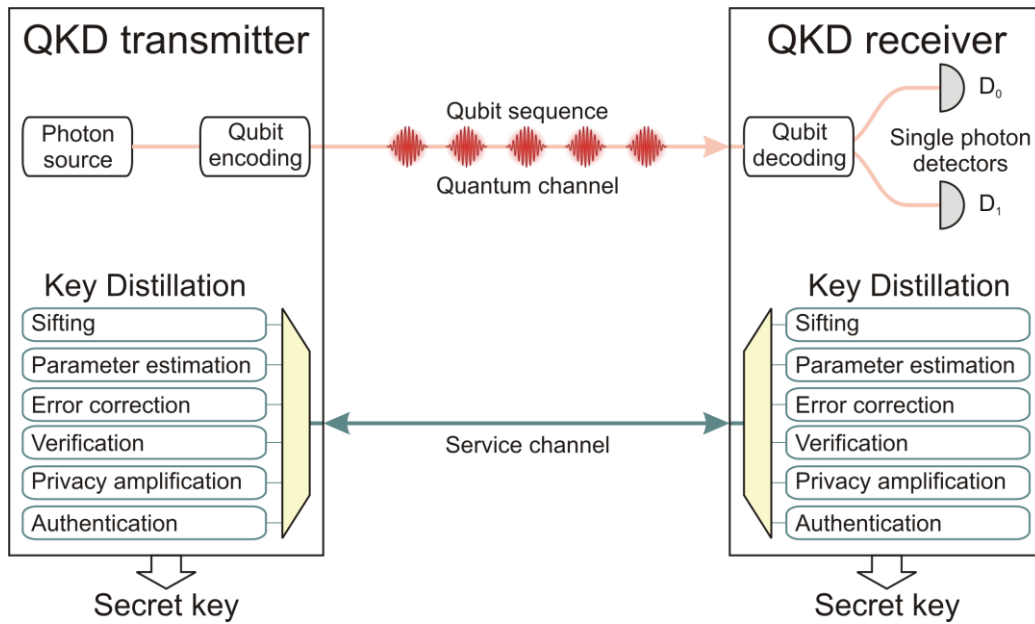 QKD transmitter
Photon
source
Qubit
encoding
Qubit sequence
Quantum channel
QKD receiver
Qubit
decoding
D0
Single photon
detectors
D1
Key Distillation
Sifting
Parameter estimation
Error correction
Verification
Privacy amplification
Authentication
Service channel
Key Distillation
Sifting
Parameter estimation
Error correction
Verification
Privacy amplification
Authentication
Secret key
Secret key